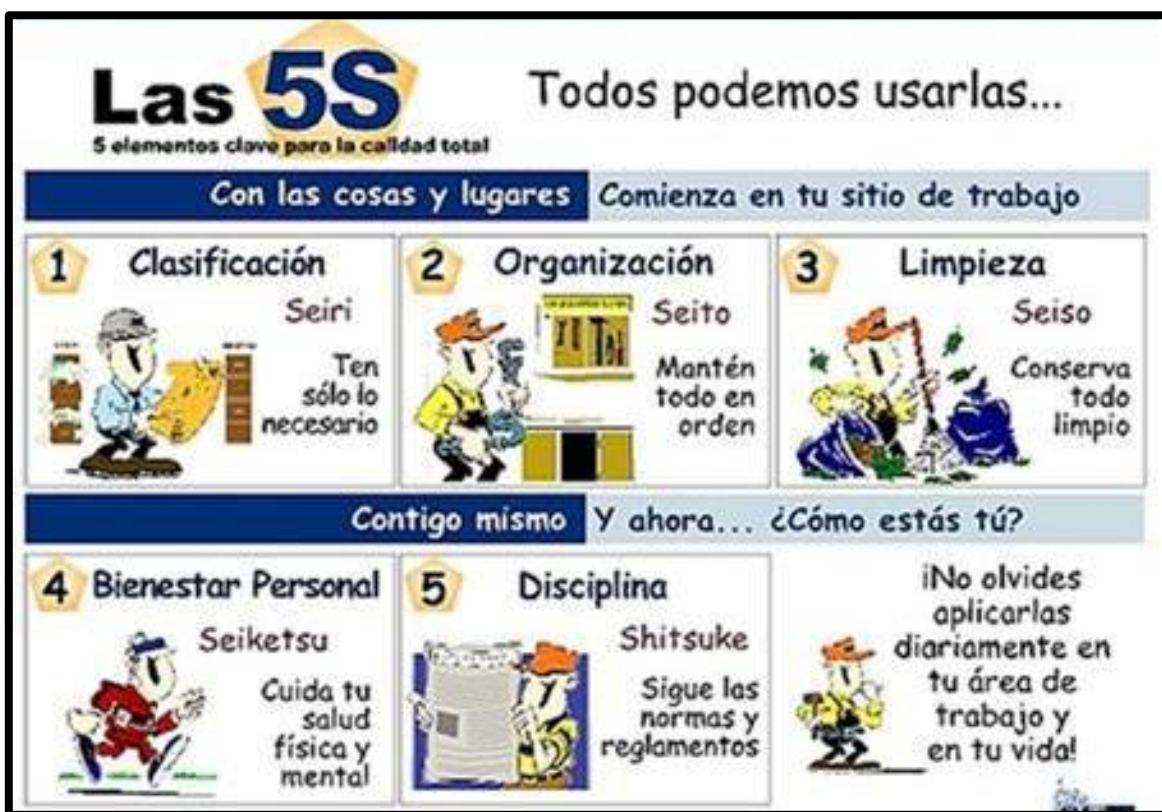 Las 5S
5 elementos clave para la calidad total
Todos podemos usarlas...
Con las cosas y lugares
Comienza en tu sitio de trabajo
1 Clasificación
Seiri
Ten
sólo lo
necesario
2 Organización
Seito
Mantén
todo en
orden
3 Limpieza
Seiso
Conserva
todo
limpio
Contigo mismo
Y ahora... ¿Cómo estás tú?
4 Bienestar Personal
Seiketsu
Cuida tu
salud
física y
mental
5 Disciplina
Shitsuke
Sigue las
normas y
reglamentos
¡No olvides
aplicarlas
diariamente en
tu área de
trabajo y
en tu vida!